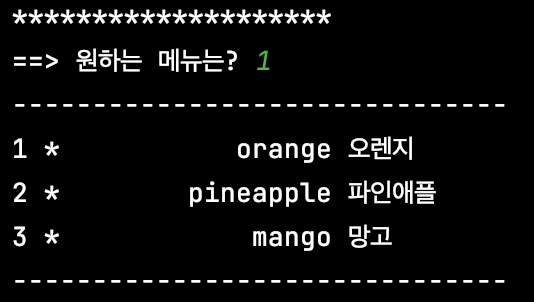 ********************
==> 원하는 메뉴는? 1
-------------------------------
1 *           orange 오렌지
2 *        pineapple 파인애플
3 *            mango 망고
-------------------------------